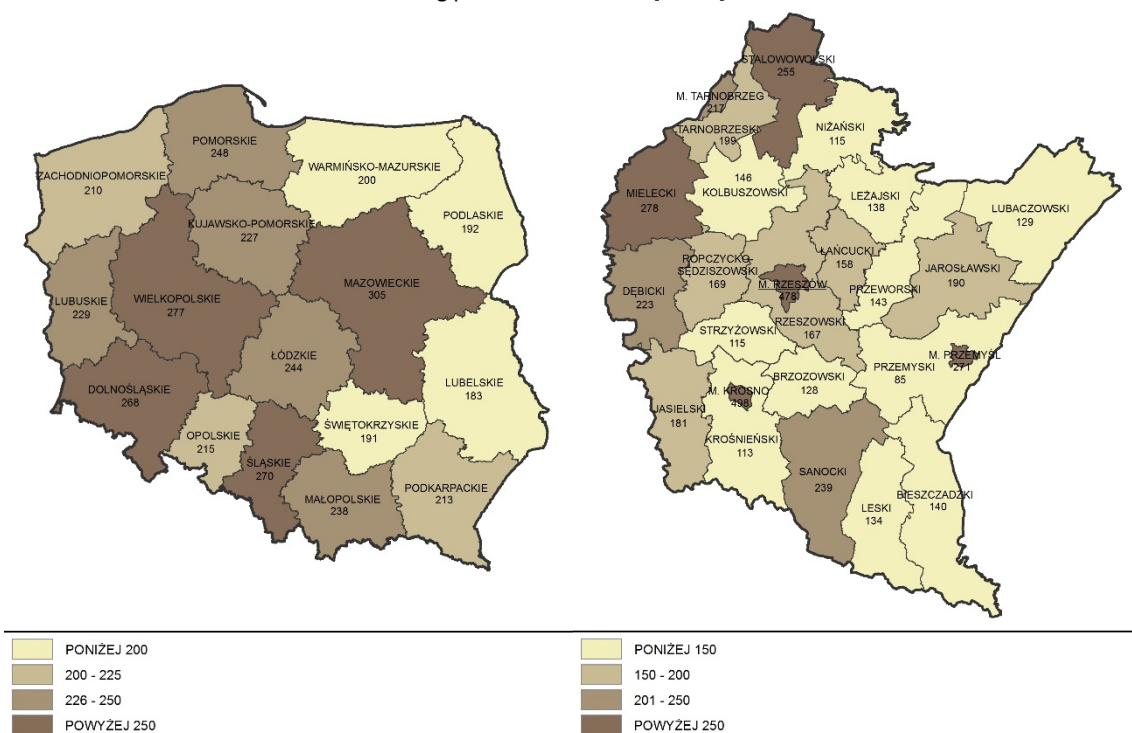 POMORSKIE
248
ZACHODNIOPOMORSKIE
210
WARMIŃSKO-MAZURSKIE
200
PODLASKIE
192
KUJAWSKO-POMORSKIE
227
MAZOWIECKIE
305
LUBUSKIE
229
WIELKOPOLSKIE
277
ŁÓDZKIE
244
LUBELSKIE
183
DOLNOŚLĄSKIE
268
OPOLSKIE
215
ŚWIĘTOKRZYSKIE
191
ŚLĄSKIE
270
MAŁOPOLSKIE
238
PODKARPACKIE
213
STALOWOWOLSKI
255
M. TARNOBRZEG
217
TARNOBRZESKI
199
NIŻAŃSKI
115
MIELECKI
278
146
KOLBUSZOWSKI
LEŻAJSKI
138
LUBACZOWSKI
129
ROPCZYCKO-
SĘDZISZOWSKI
169
ŁAŃCUCKI
158
JAROSŁAWSKI
190
DĘBICKI
223
M. RZESZÓW
478
PRZEWORSKI
143
STRZYŻOWSKI
115
RZESZOWSKI
167
M. PRZEMYŚL
271
PRZEMYSKI
85
JASIELSKI
181
M. KROSNO
498
BRZOZOWSKI
128
KROŚNIEŃSKI
113
SANOCKI
239
LESKI
134
BIESZCZADZKI
140
PONIŻEJ 200
200 - 225
226 - 250
POWYŻEJ 250
PONIŻEJ 150
150 - 200
201 - 250
POWYŻEJ 250